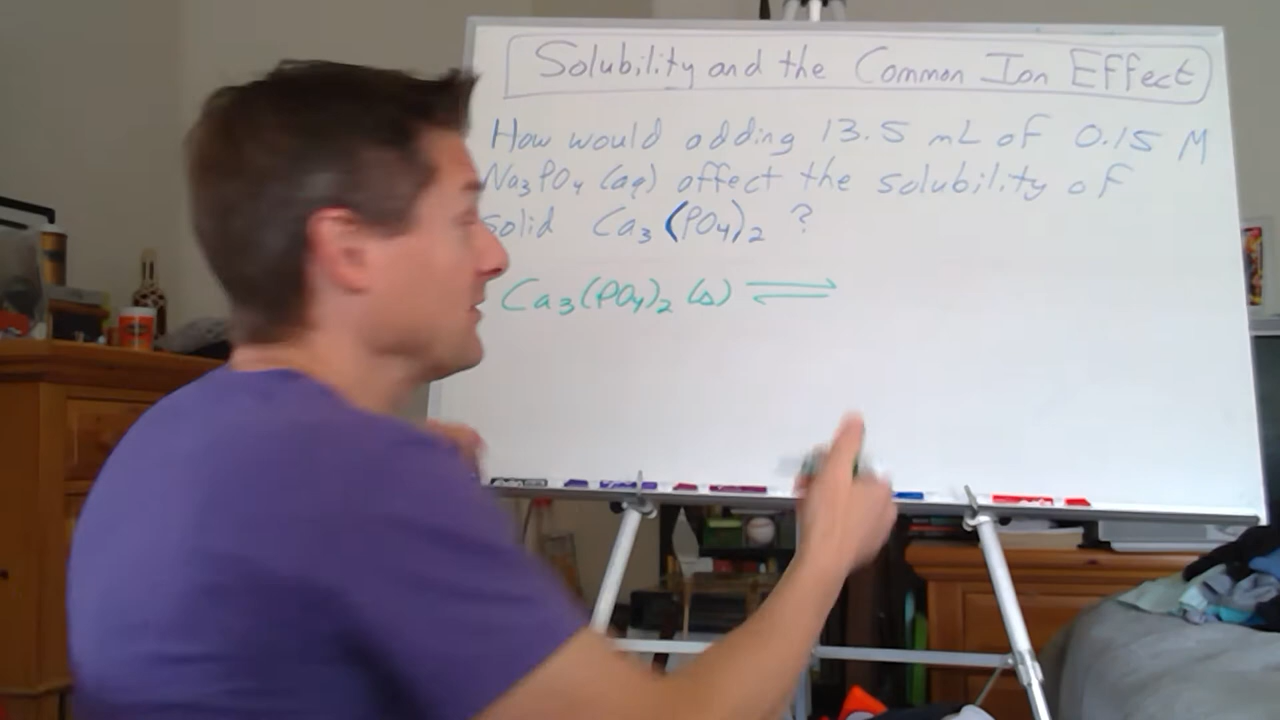 Solubility and the Common Ion Effect
How would adding 13.5 mL of 0.15 M
Na₃PO₄ (aq) affect the solubility of
solid Ca₃(PO₄)₂ ?
Ca₃(PO₄)₂ (s) ⇌